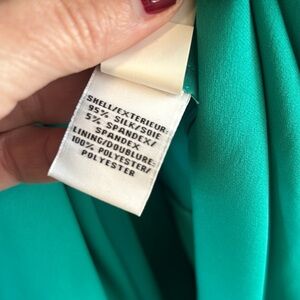 SHELL/EXTERIEUR:
95% SILK/SOIE
5% SPANDEX/
SPANDEX
LINING/DOUBLURE:
100% POLYESTER/
POLYESTER